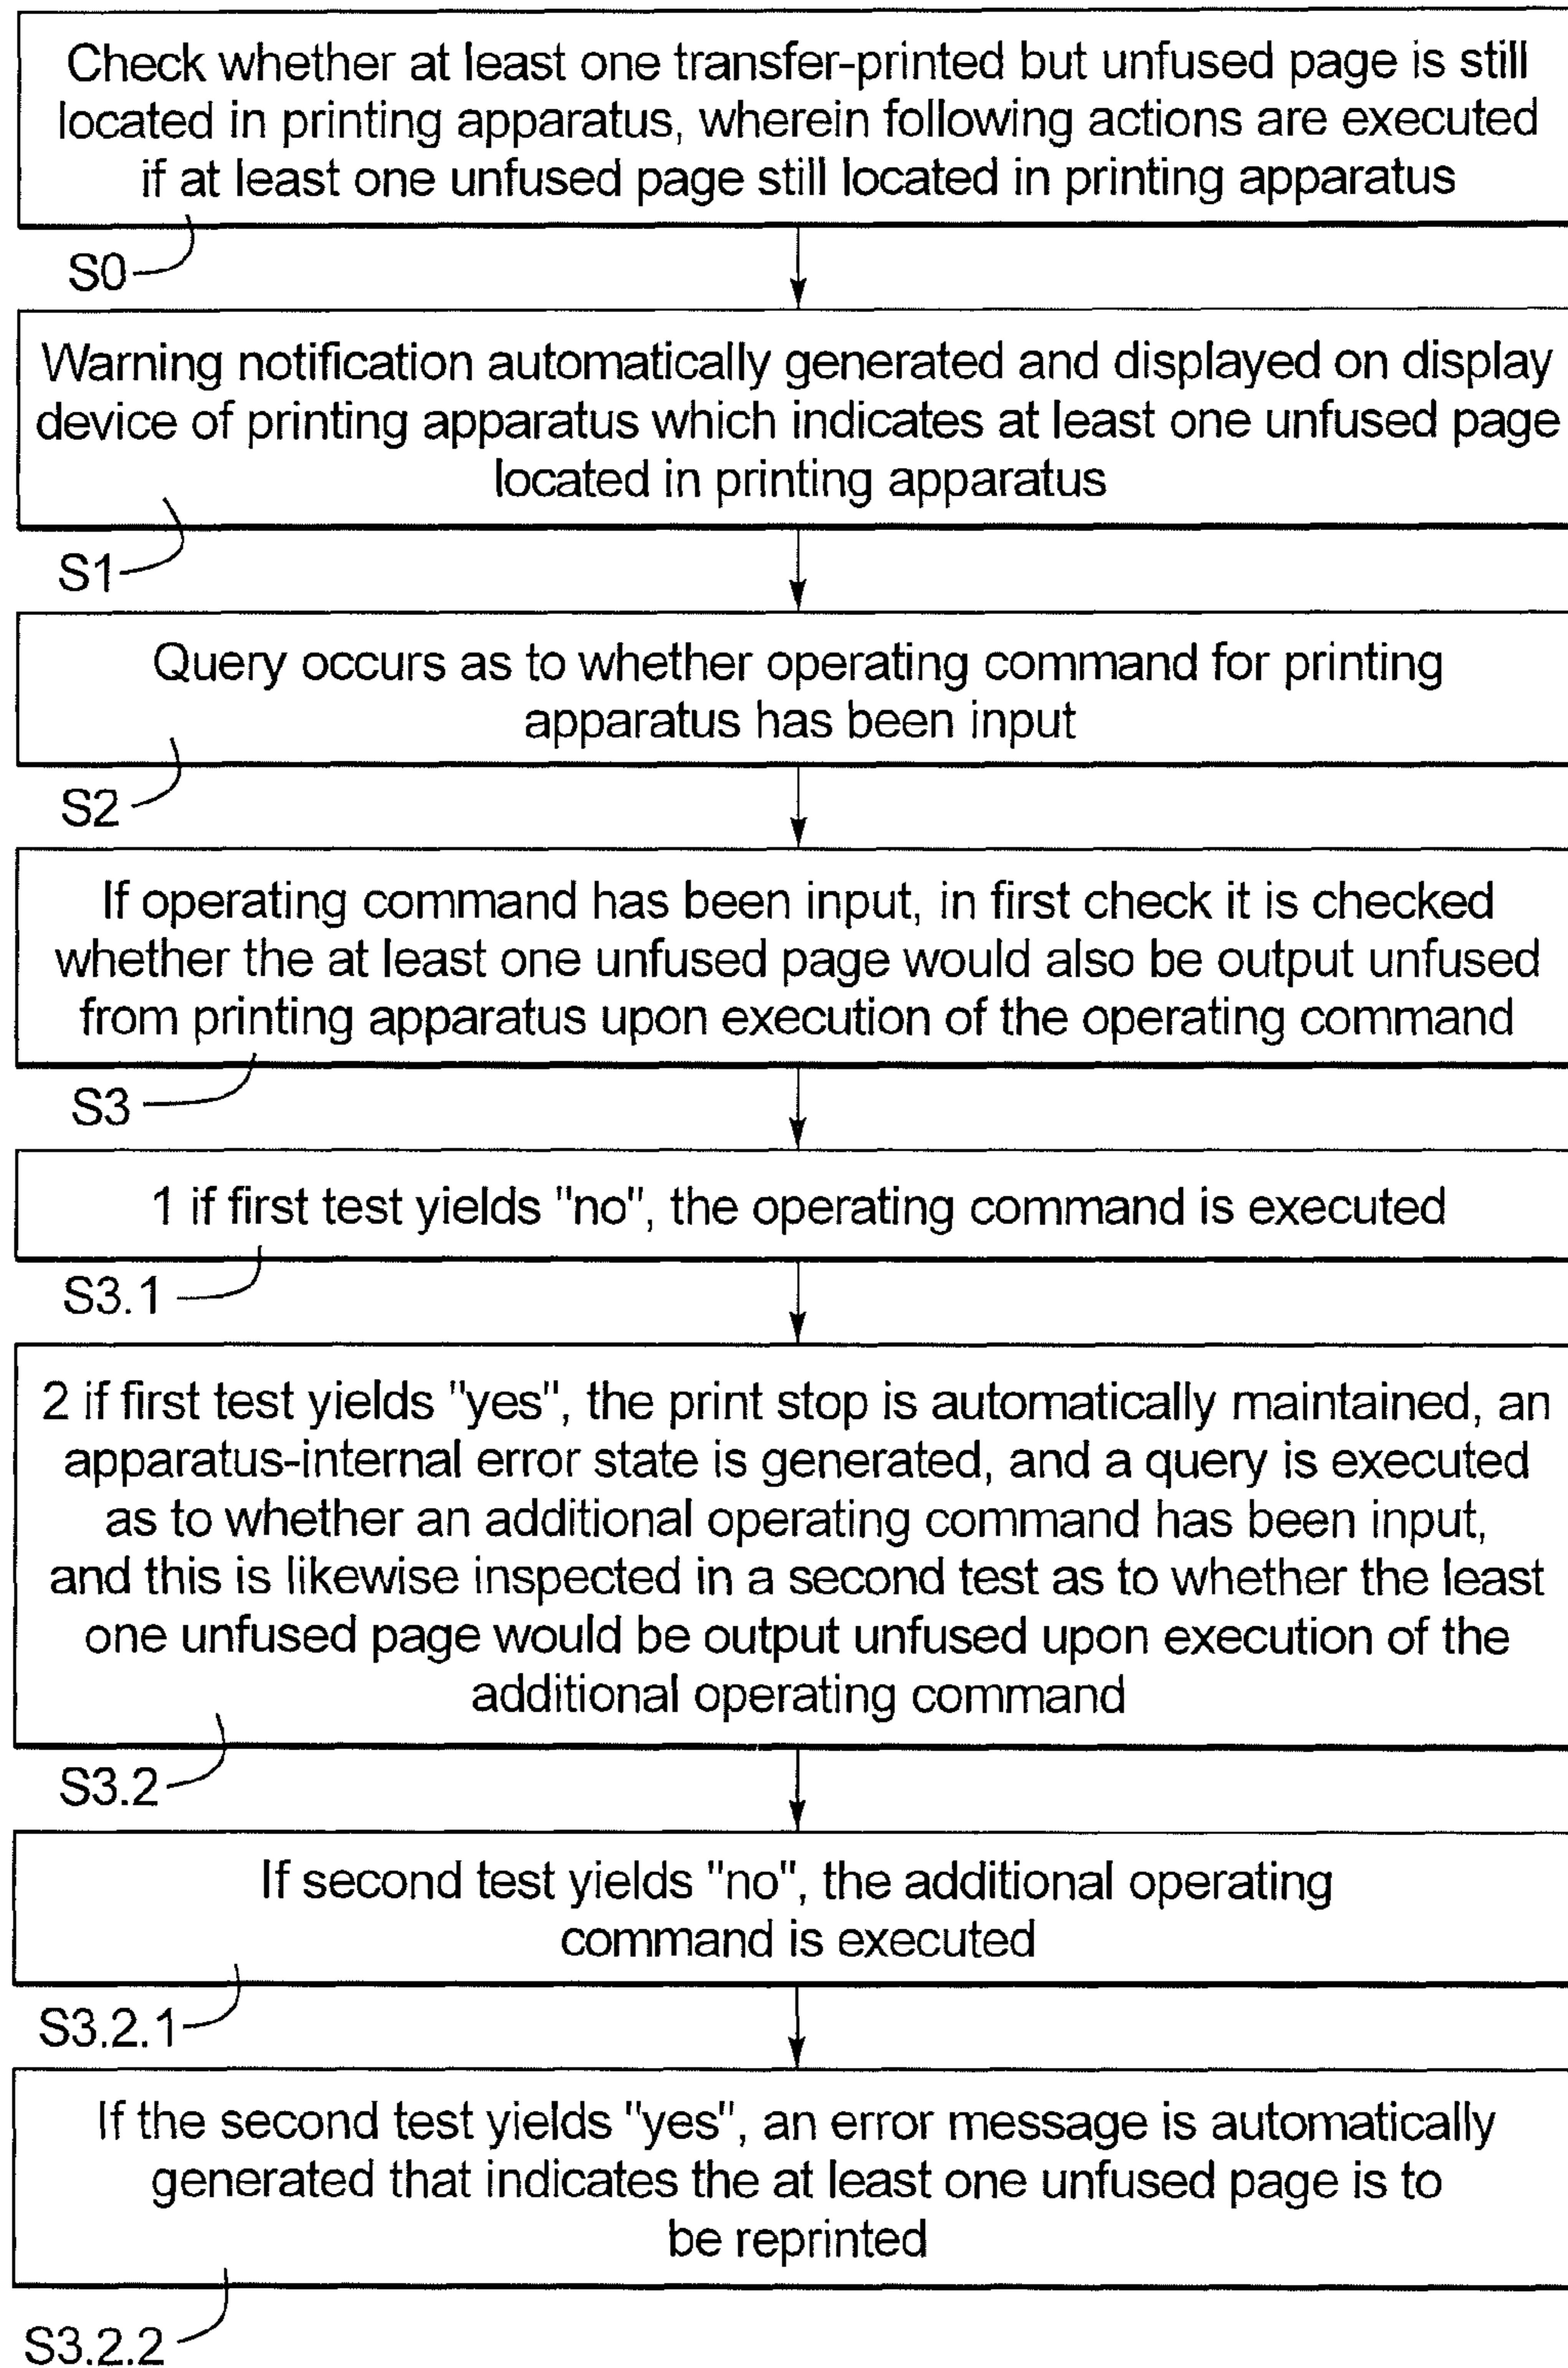 Check whether at least one transfer-printed but unfused page is still
located in printing apparatus, wherein following actions are executed
if at least one unfused page still located in printing apparatus
S0
Warning notification automatically generated and displayed on display
device of printing apparatus which indicates at least one unfused page
located in printing apparatus
S1
Query occurs as to whether operating command for printing
apparatus has been input
S2
If operating command has been input, in first check it is checked
whether the at least one unfused page would also be output unfused
from printing apparatus upon execution of the operating command
S3
1 if first test yields "no", the operating command is executed
S3.1
2 if first test yields "yes", the print stop is automatically maintained, an
apparatus-internal error state is generated, and a query is executed
as to whether an additional operating command has been input,
and this is likewise inspected in a second test as to whether the least
one unfused page would be output unfused upon execution of the
additional operating command
S3.2
If second test yields "no", the additional operating
command is executed
S3.2.1
If the second test yields "yes", an error message is automatically
generated that indicates the at least one unfused page is to
be reprinted
S3.2.2